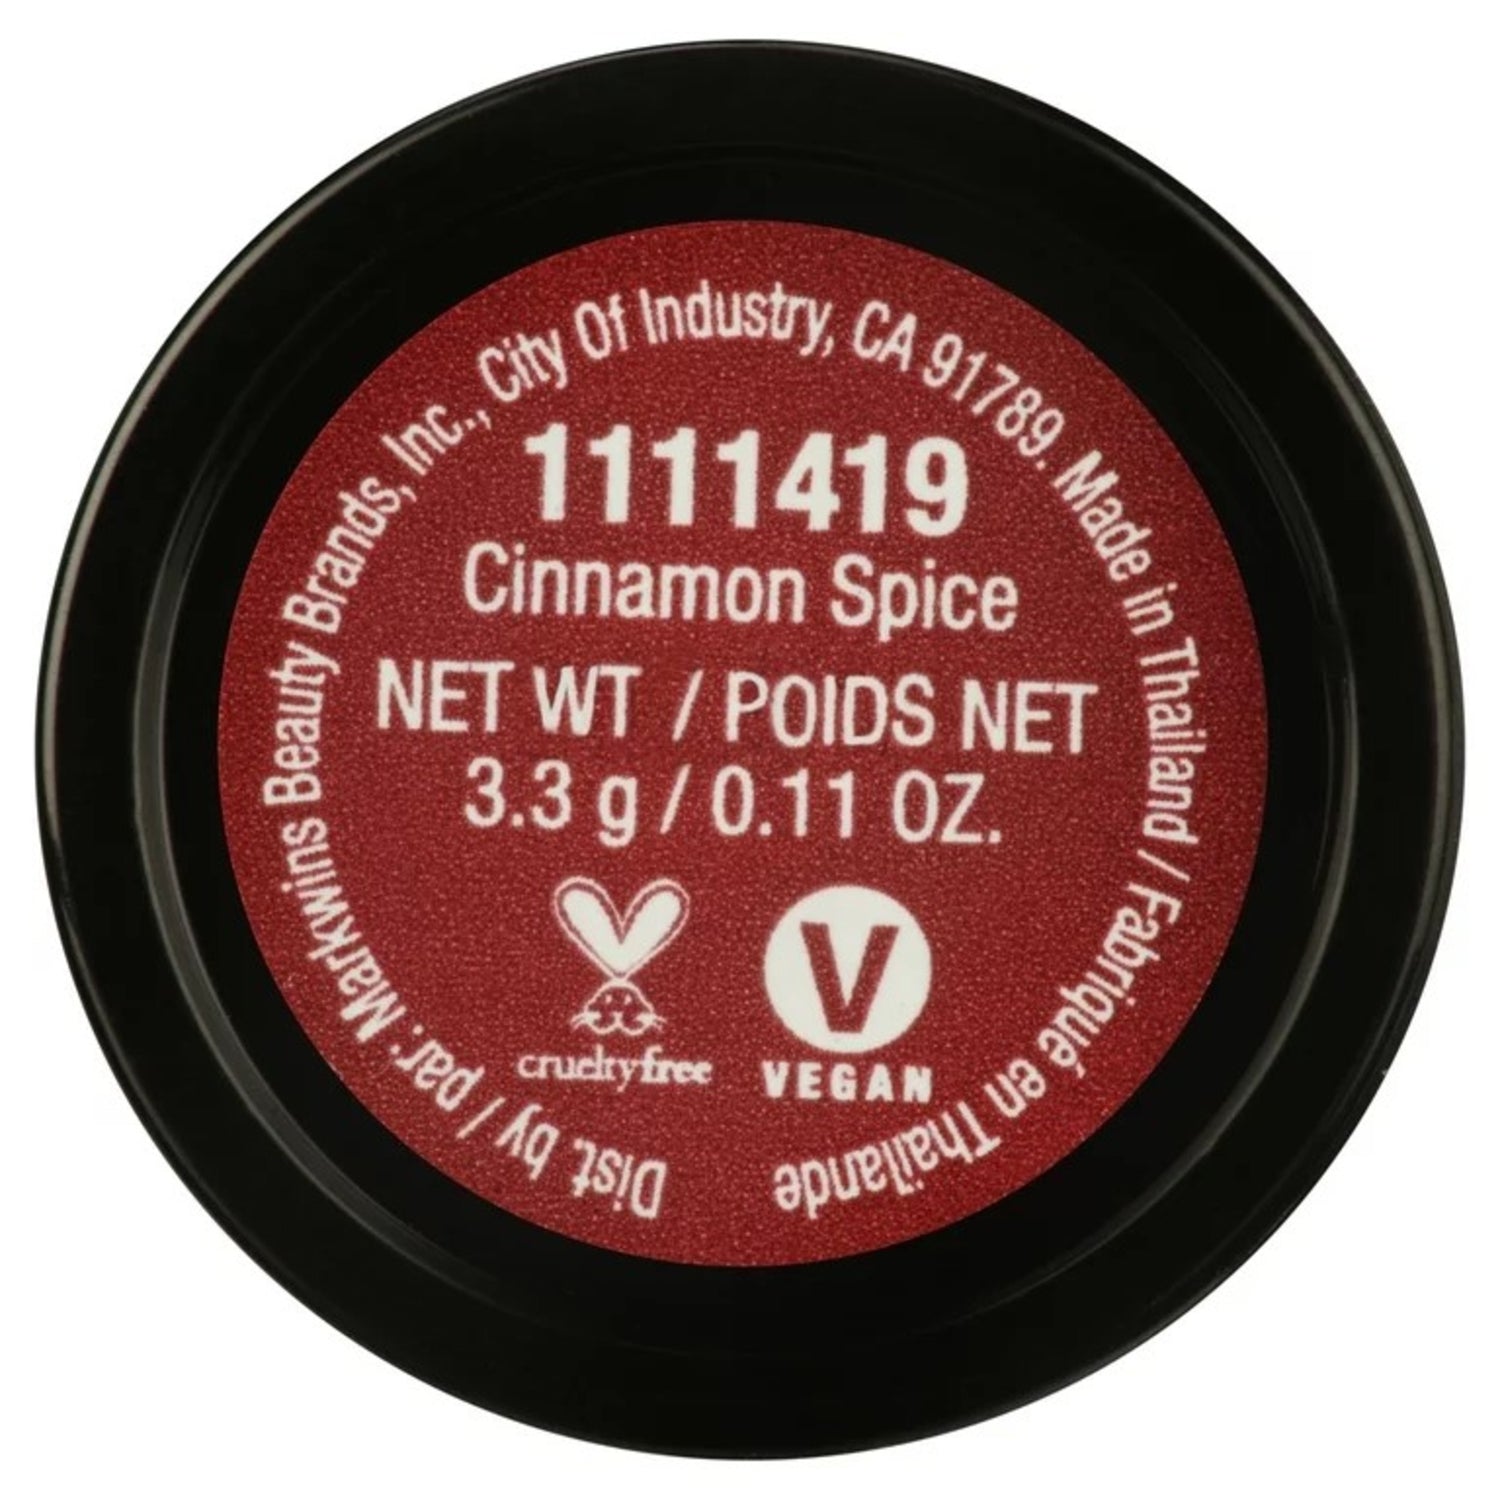 Dist. by / par: Markwins Beauty Brands, Inc., City Of Industry, CA 91789. Made in Thailand / Fabriqué en Thaïlande
1111419
Cinnamon Spice
NET WT / POIDS NET
3.3 g / 0.11 OZ.
crueltyfree
V
VEGAN